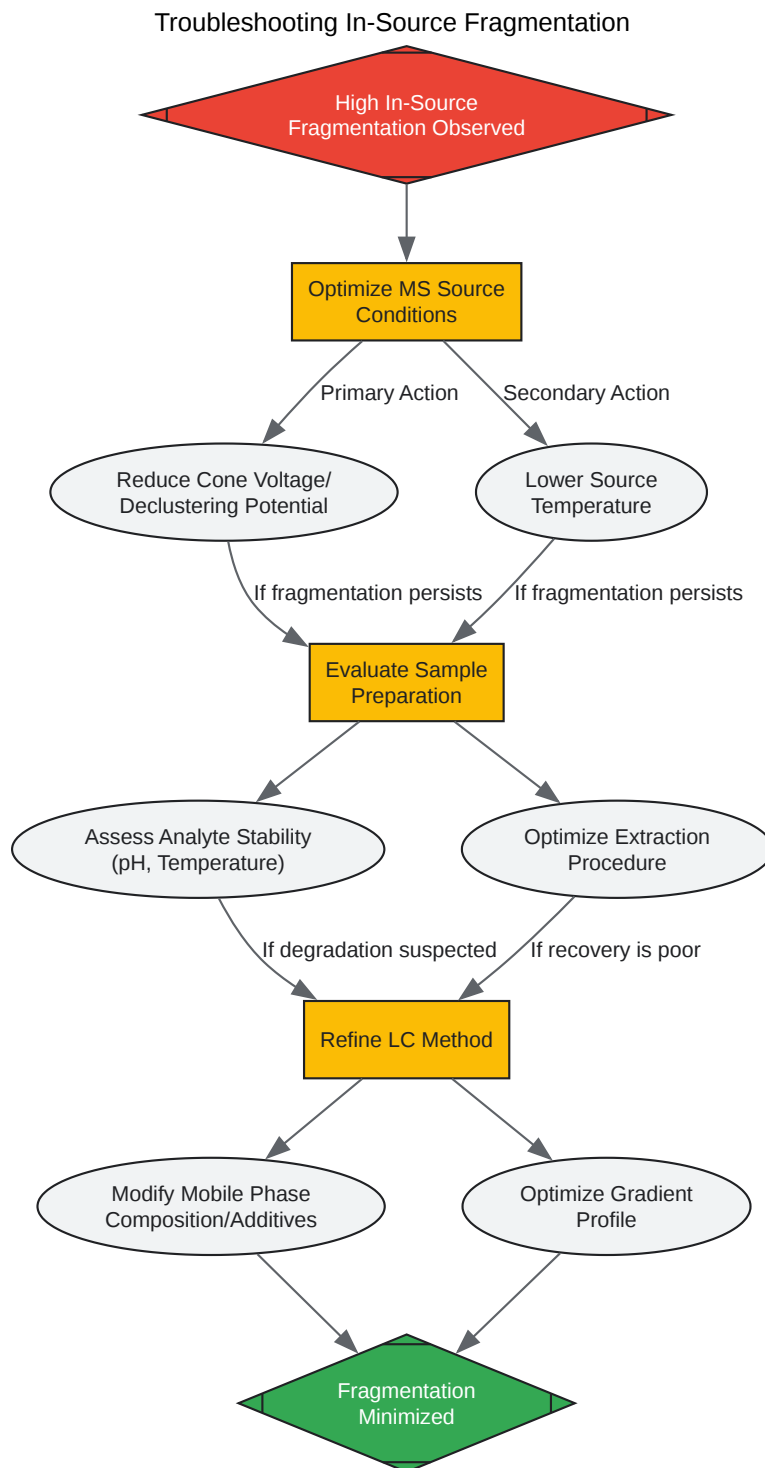 Troubleshooting In-Source Fragmentation
High In-Source
Fragmentation Observed
Optimize MS Source
Conditions
Primary Action
Secondary Action
Reduce Cone Voltage/
Declustering Potential
Lower Source
Temperature
If fragmentation persists
If fragmentation persists
Evaluate Sample
Preparation
Assess Analyte Stability
(pH, Temperature)
Optimize Extraction
Procedure
If degradation suspected
If recovery is poor
Refine LC Method
Modify Mobile Phase
Composition/Additives
Optimize Gradient
Profile
Fragmentation
Minimized